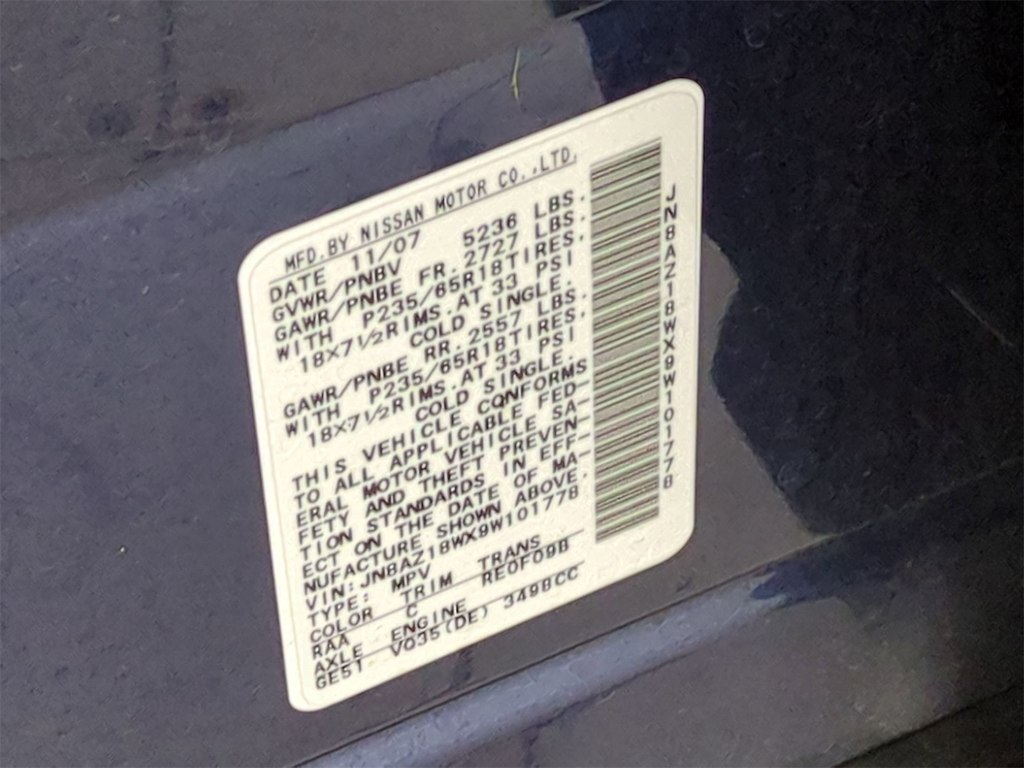 MFD.BY NISSAN MOTOR CO.,LTD.
DATE 11/07
GVWR/PNBV 5236 LBS.
GAWR/PNBE FR. 2727 LBS.
WITH P235/65R18TIRES.
18×7½RIMS.AT 33 PSI
COLD SINGLE.
GAWR/PNBE RR. 2557 LBS.
WITH P235/65R18TIRES.
18×7½RIMS.AT 33 PSI
COLD SINGLE.
THIS VEHICLE CONFORMS
TO ALL APPLICABLE FED-
ERAL MOTOR VEHICLE SA-
FETY AND THEFT PREVEN-
TION STANDARDS IN EFF-
ECT ON THE DATE OF MA-
NUFACTURE SHOWN ABOVE.
VIN:JN8AZ18WX9W101778
TYPE: MPV
COLOR TRIM TRANS
RAA C RE0F09B
AXLE ENGINE
GE51 VQ35(DE) 3498CC
JN8AZ18WX9W101778